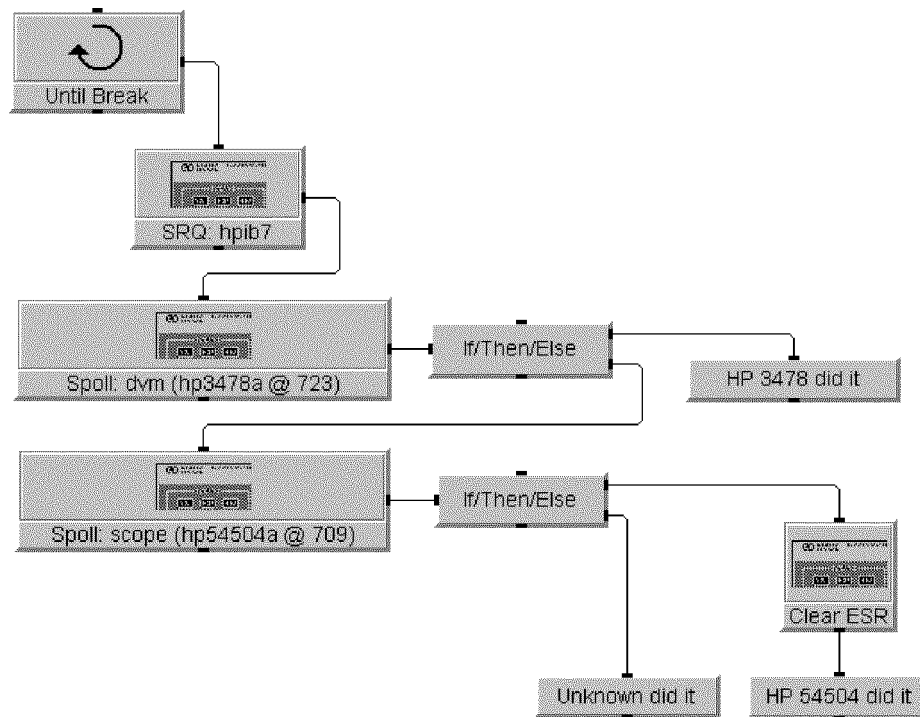 Until Break
SRQ: hpib7
Spoll: dvm (hp3478a @ 723)
If/Then/Else
HP 3478 did it
Spoll: scope (hp54504a @ 709)
If/Then/Else
Clear ESR
Unknown did it
HP 54504 did it